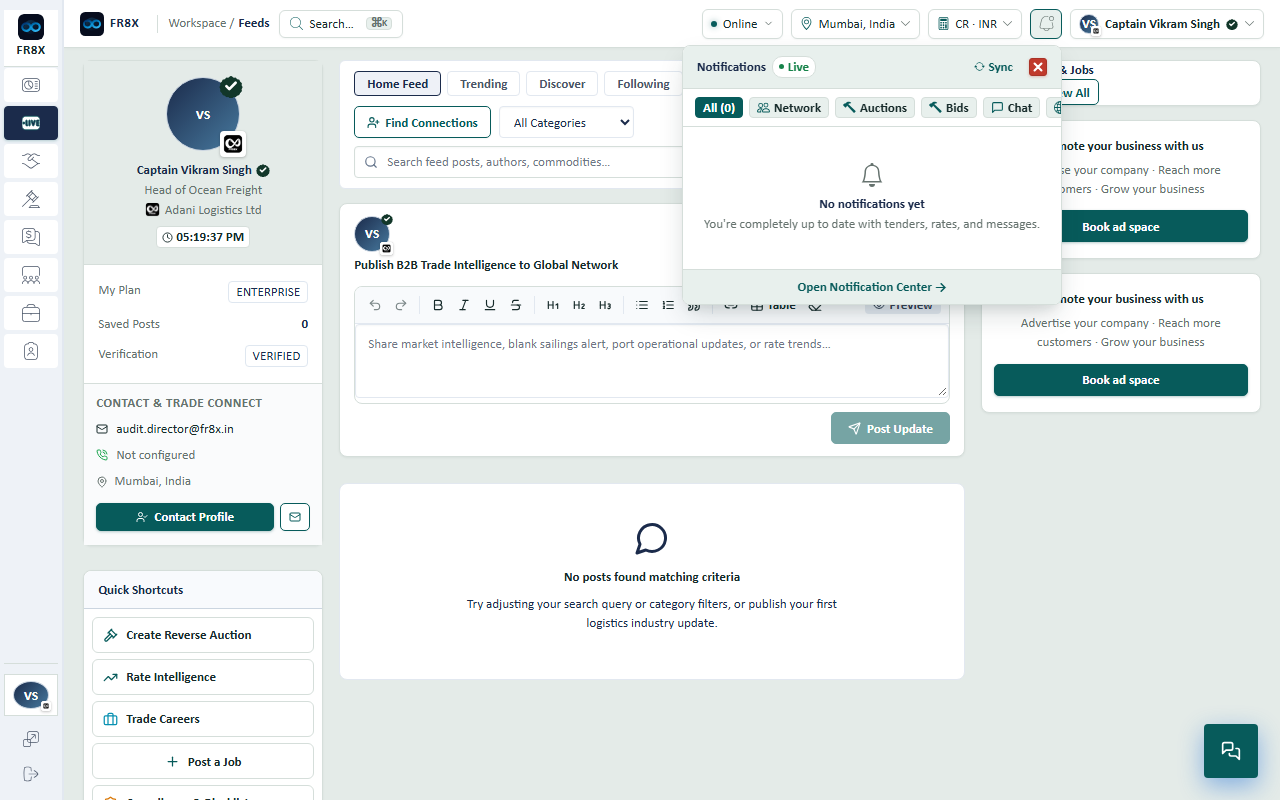 FR8X
LIVE
VS
FR8X
Workspace / Feeds
Search...
⌘K
Online
Mumbai, India
CR · INR
VS
Captain Vikram Singh
VS
Captain Vikram Singh
Head of Ocean Freight
Adani Logistics Ltd
05:19:37 PM
My Plan
ENTERPRISE
Saved Posts
0
Verification
VERIFIED
CONTACT & TRADE CONNECT
audit.director@fr8x.in
Not configured
Mumbai, India
Contact Profile
Quick Shortcuts
Create Reverse Auction
Rate Intelligence
Trade Careers
Post a Job
Home Feed
Trending
Discover
Following
Find Connections
All Categories
Search feed posts, authors, commodities...
VS
Publish B2B Trade Intelligence to Global Network
B I U S H1 H2 H3
Table
Preview
Share market intelligence, blank sailings alert, port operational updates, or rate trends...
Post Update
No posts found matching criteria
Try adjusting your search query or category filters, or publish your first
logistics industry update.
Notifications
Live
Sync
All (0)
Network
Auctions
Bids
Chat
No notifications yet
You're completely up to date with tenders, rates, and messages.
Open Notification Center →
& Jobs
All
your business with us
your company · Reach more
· Grow your business
Book ad space
your business with us
Advertise your company · Reach more
customers · Grow your business
Book ad space